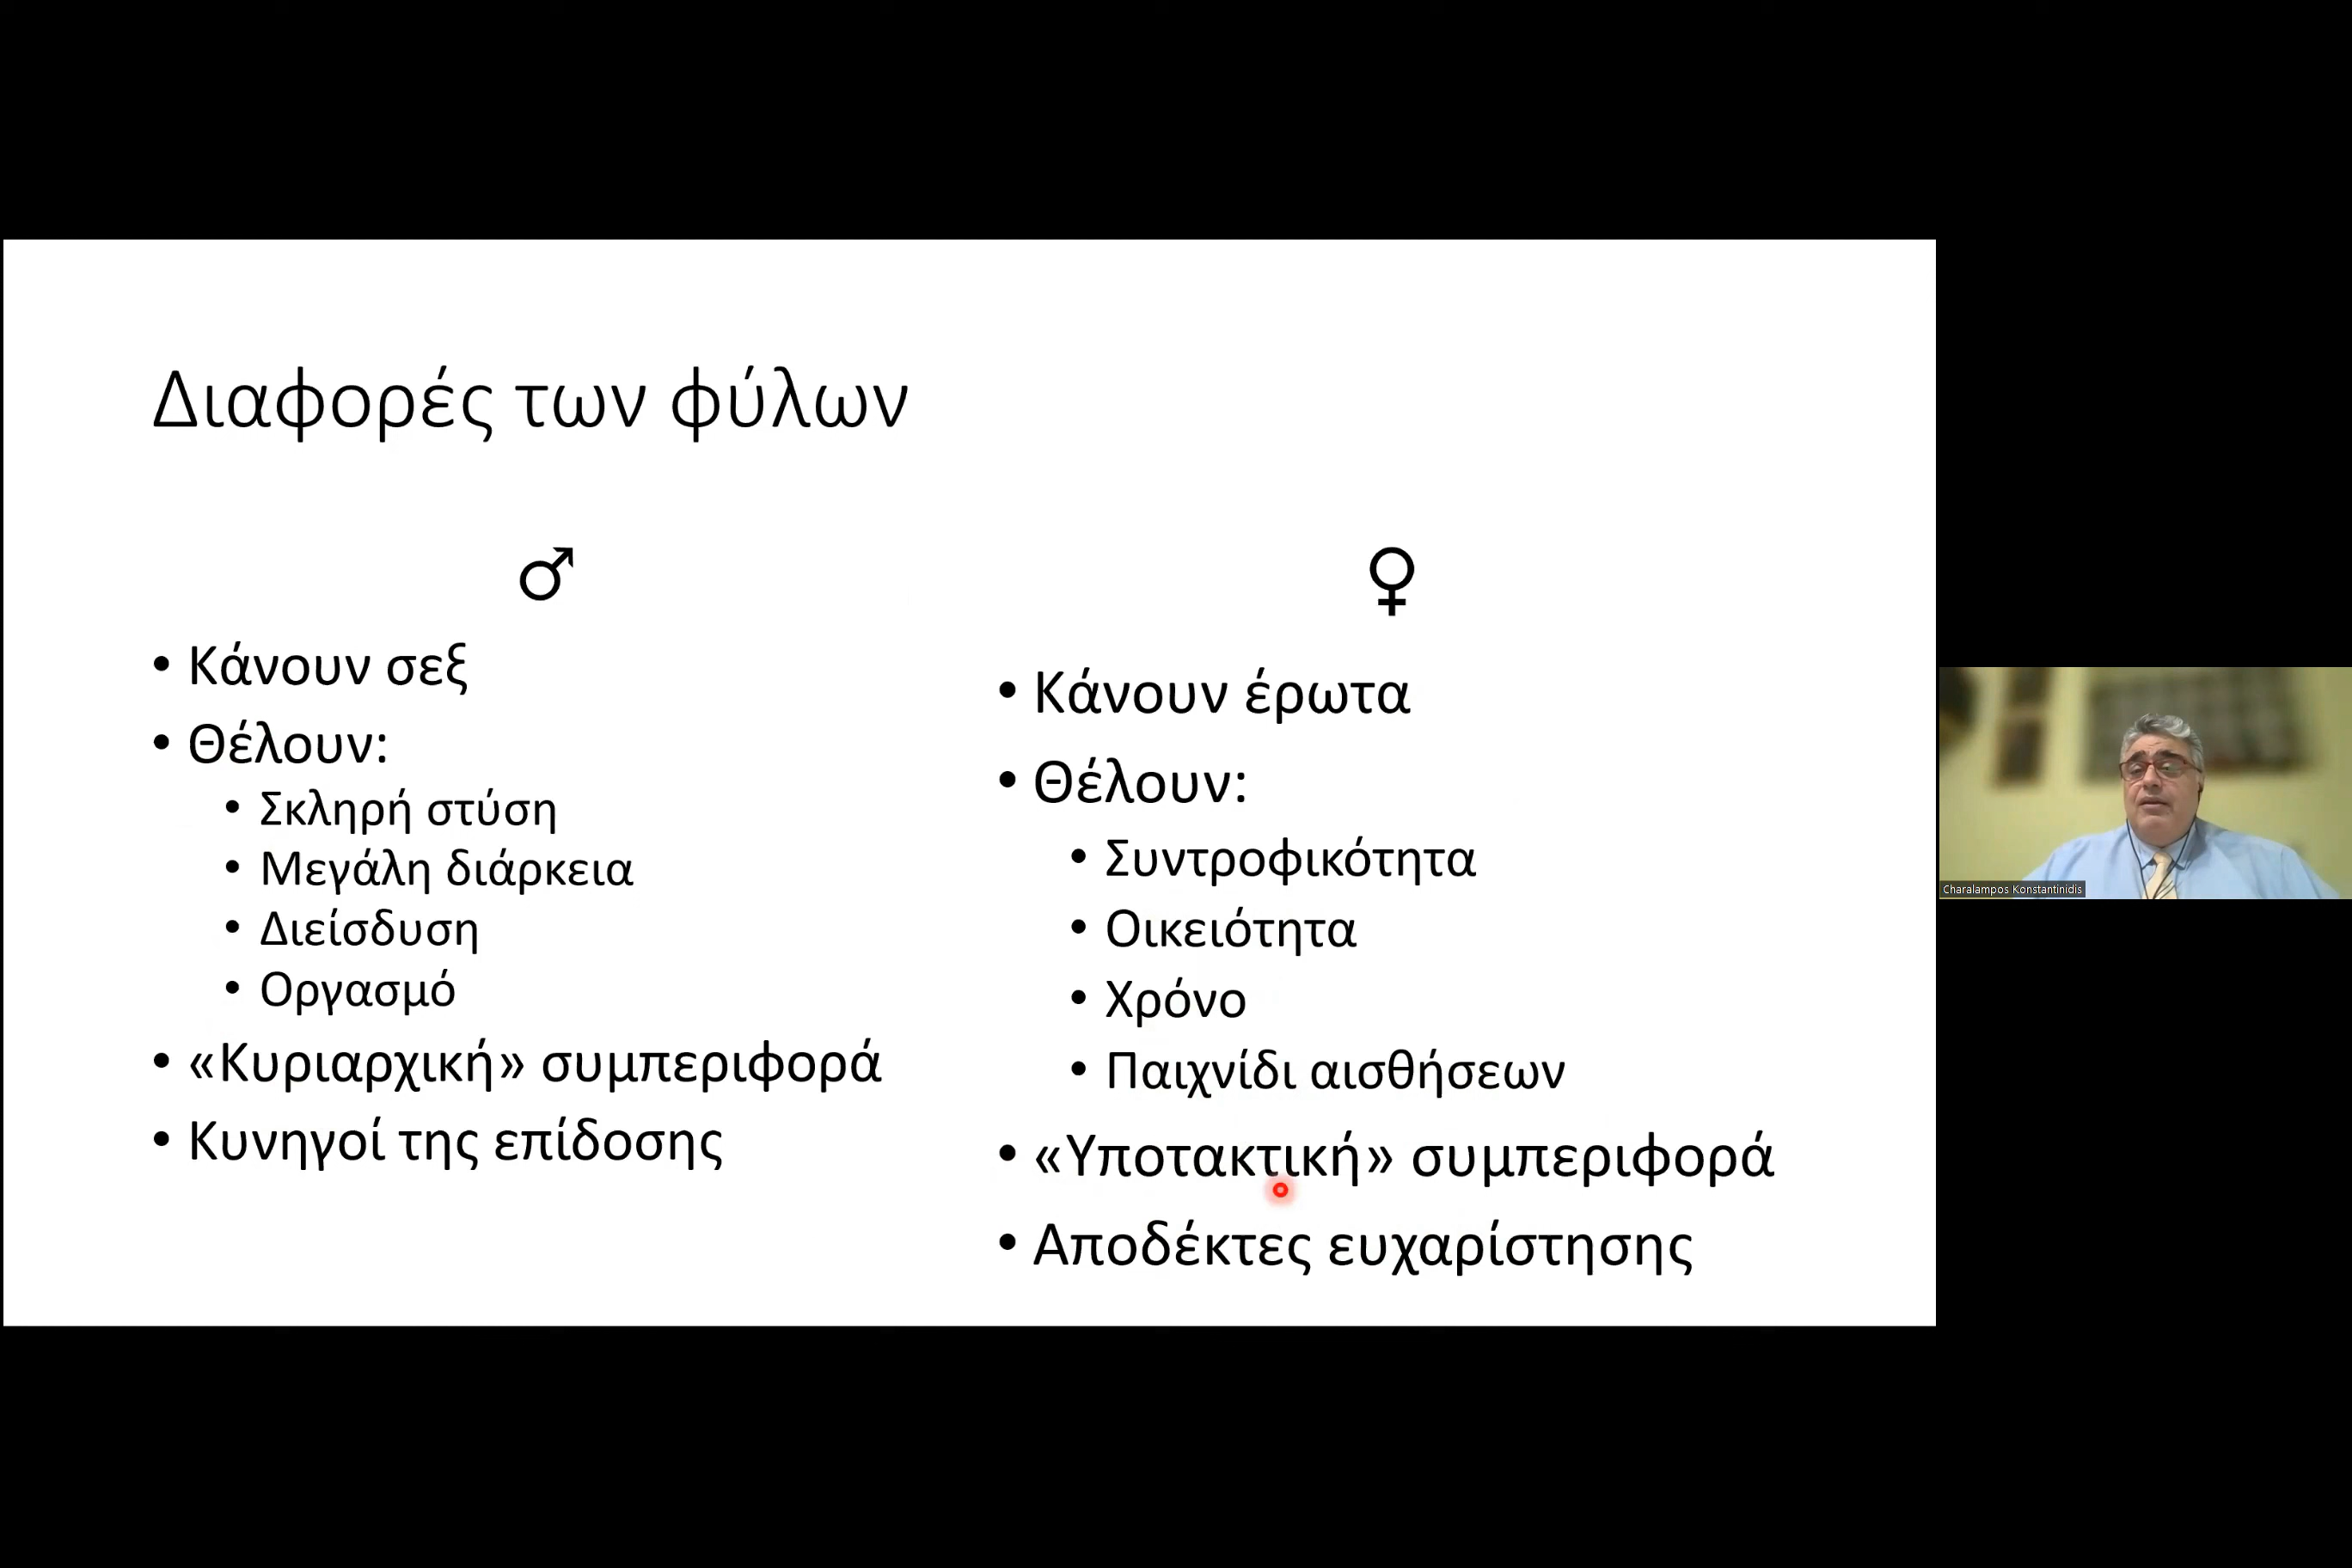 Διαφορές των φύλων
♂
• Κάνουν σεξ
• Θέλουν:
• Σκληρή στύση
• Μεγάλη διάρκεια
• Διείσδυση
• Οργασμό
• «Κυριαρχική» συμπεριφορά
• Κυνηγοί της επίδοσης
♀
• Κάνουν έρωτα
• Θέλουν:
• Συντροφικότητα
• Οικειότητα
• Χρόνο
• Παιχνίδι αισθήσεων
• «Υποτακτική» συμπεριφορά
• Αποδέκτες ευχαρίστησης
Charalampos Konstantinidis